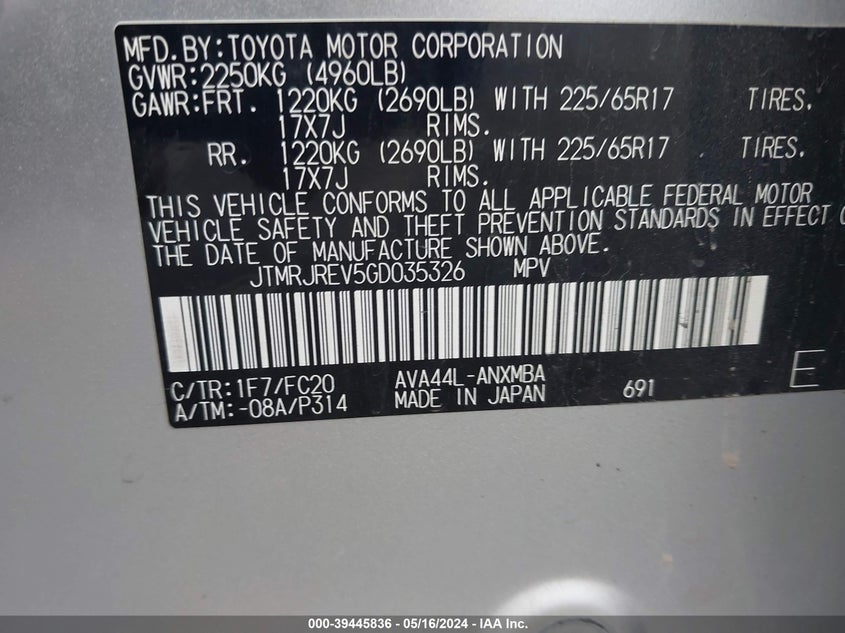 MFD.BY:TOYOTA MOTOR CORPORATION
GVWR:2250KG (4960LB)
GAWR:FRT. 1220KG (2690LB) WITH 225/65R17 TIRES.
17X7J RIMS.
RR. 1220KG (2690LB) WITH 225/65R17 TIRES.
17X7J RIMS.
THIS VEHICLE CONFORMS TO ALL APPLICABLE FEDERAL MOTOR
VEHICLE SAFETY AND THEFT PREVENTION STANDARDS IN EFFECT
THE DATE OF MANUFACTURE SHOWN ABOVE.
JTMRJREV5GD035326 MPV
C/TR:1F7/FC20 AVA44L-ANXMBA
A/TM:-08A/P314 MADE IN JAPAN 691 E
000-39445836 - 05/16/2024 - IAA Inc.